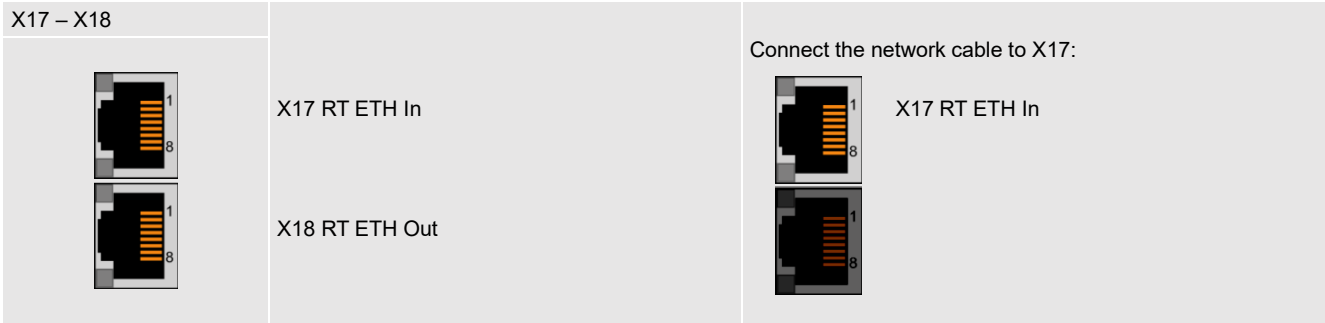 X17 – X18
Connect the network cable to X17:
1
8
X17 RT ETH In
1
8
X17 RT ETH In
1
8
X18 RT ETH Out
1
8